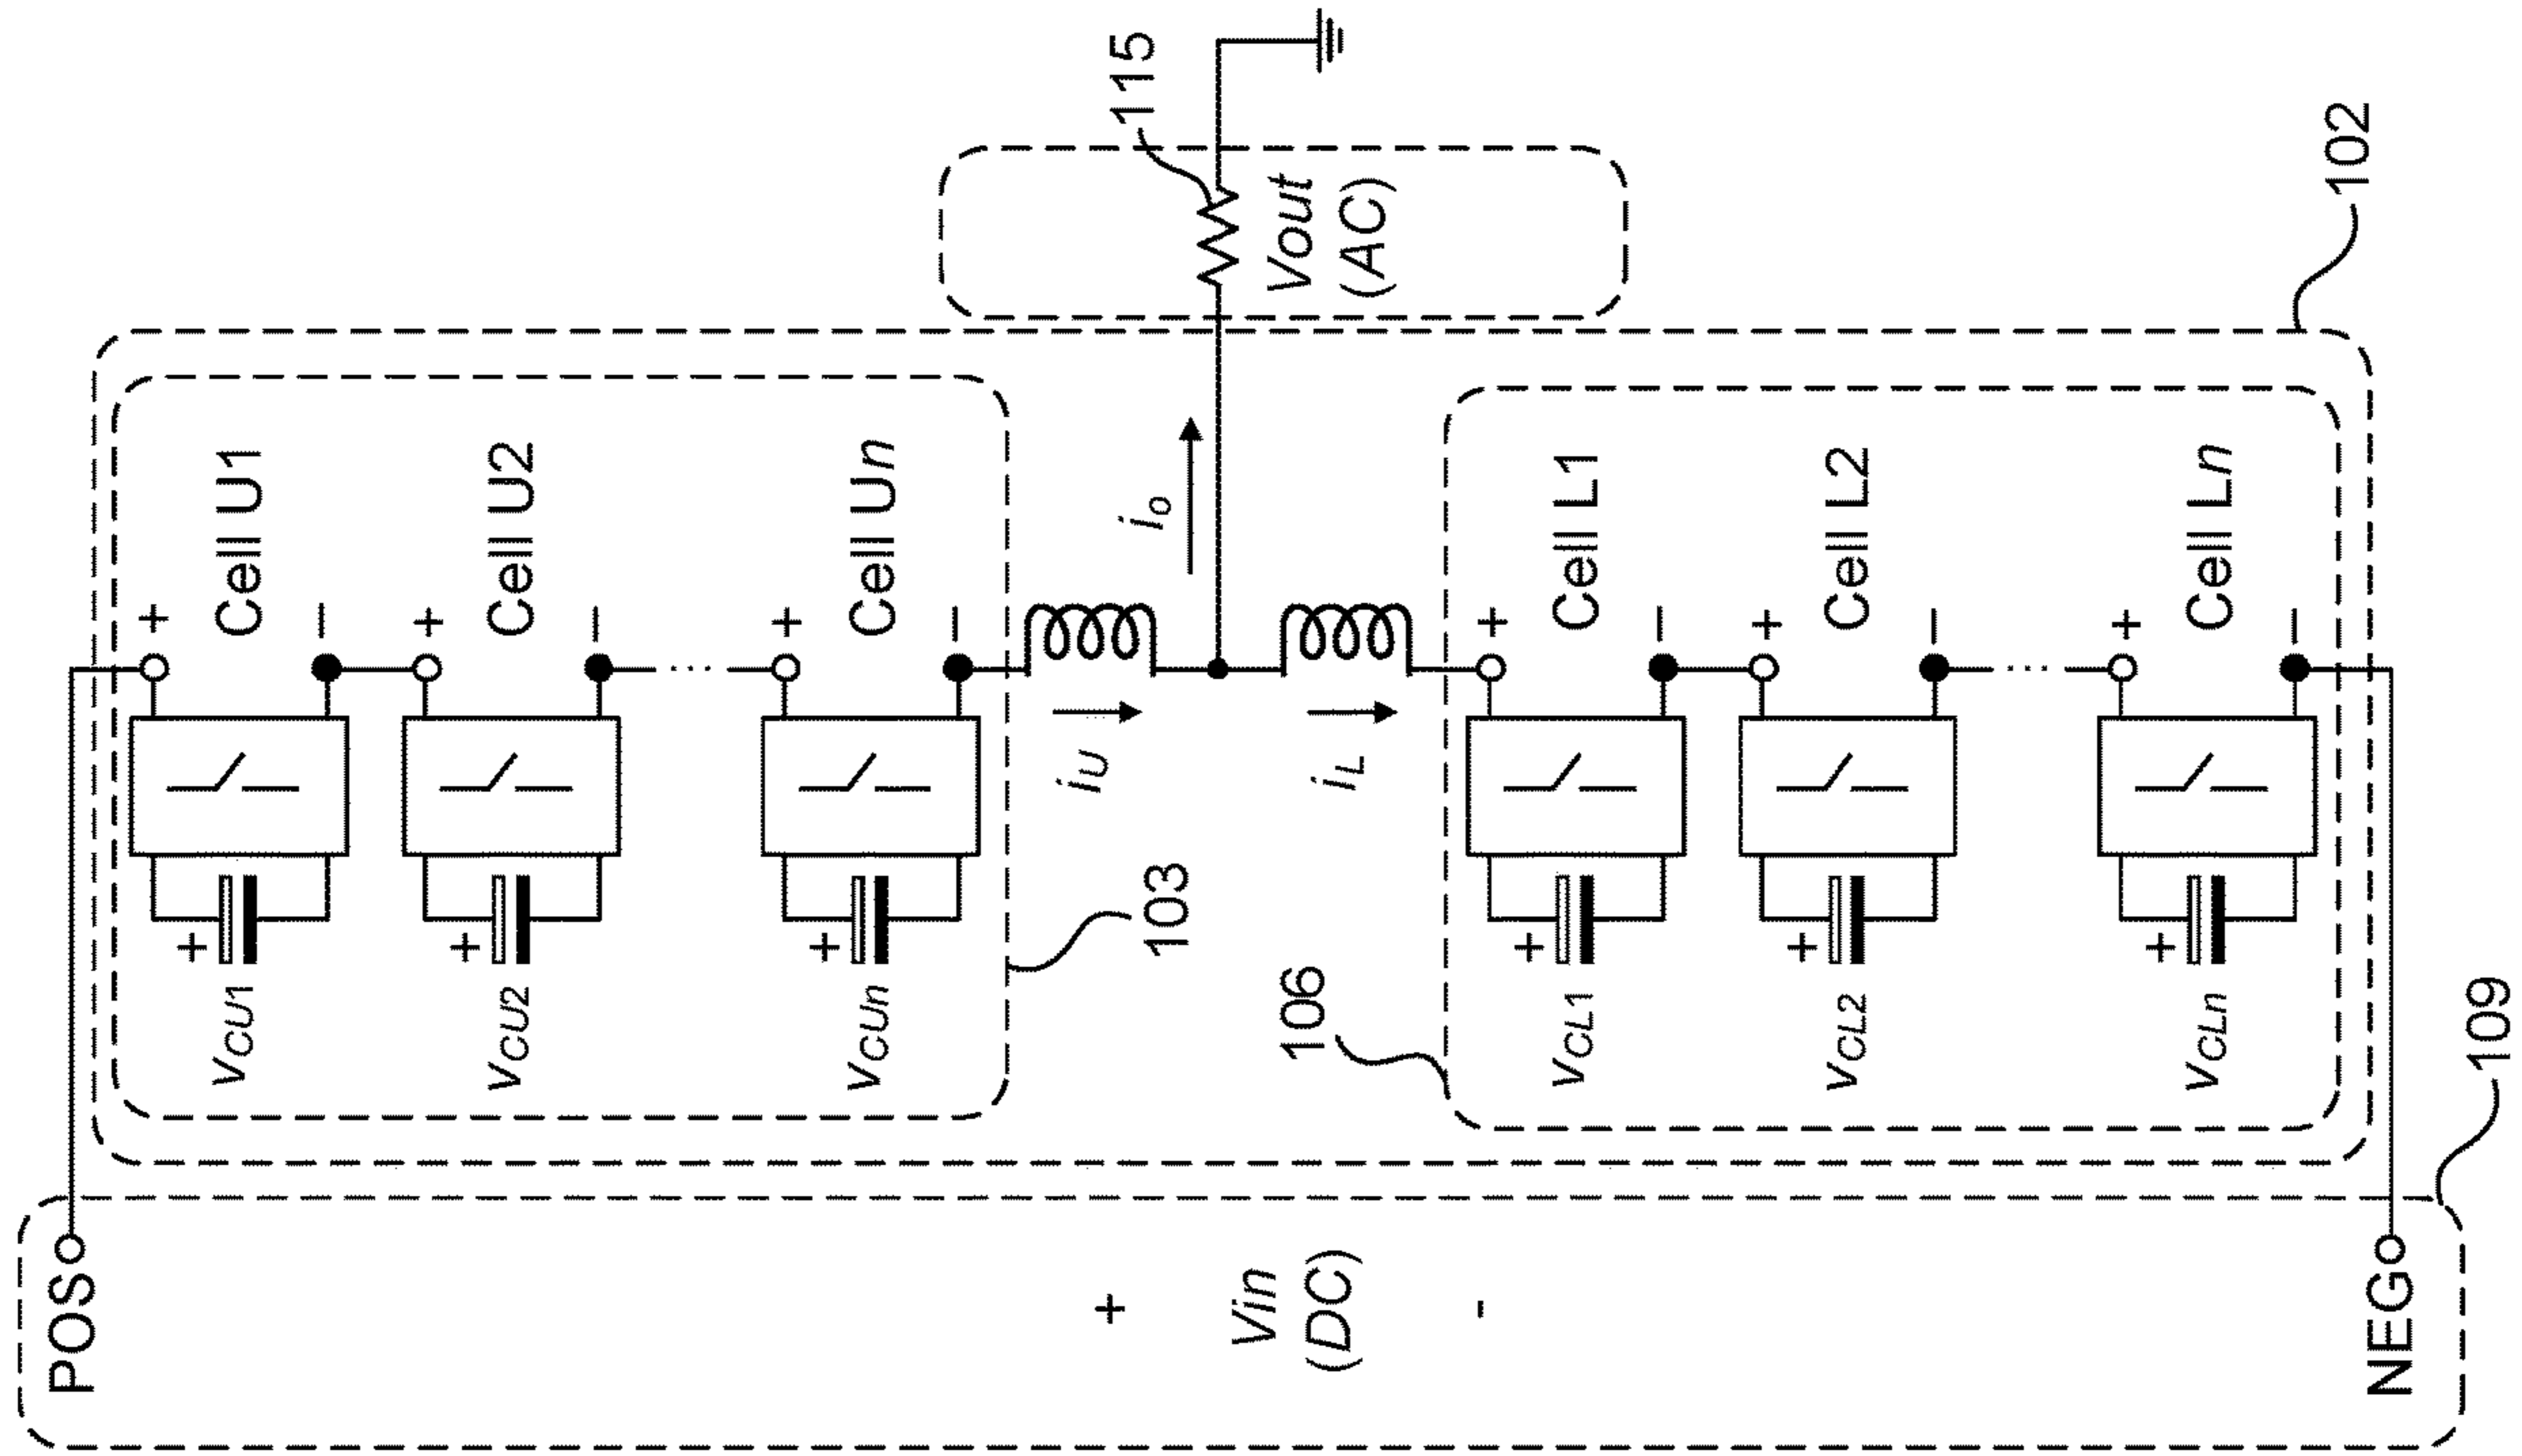 POS
+
Vin
(DC)
-
NEG
109
102
103
Cell U1
+
–
+
vCU1
Cell U2
+
–
+
vCU2
...
Cell Un
+
–
+
vCUn
iU
iL
io
115
Vout
(AC)
106
Cell L1
+
–
+
vCL1
Cell L2
+
–
+
vCL2
...
Cell Ln
+
–
+
vCLn